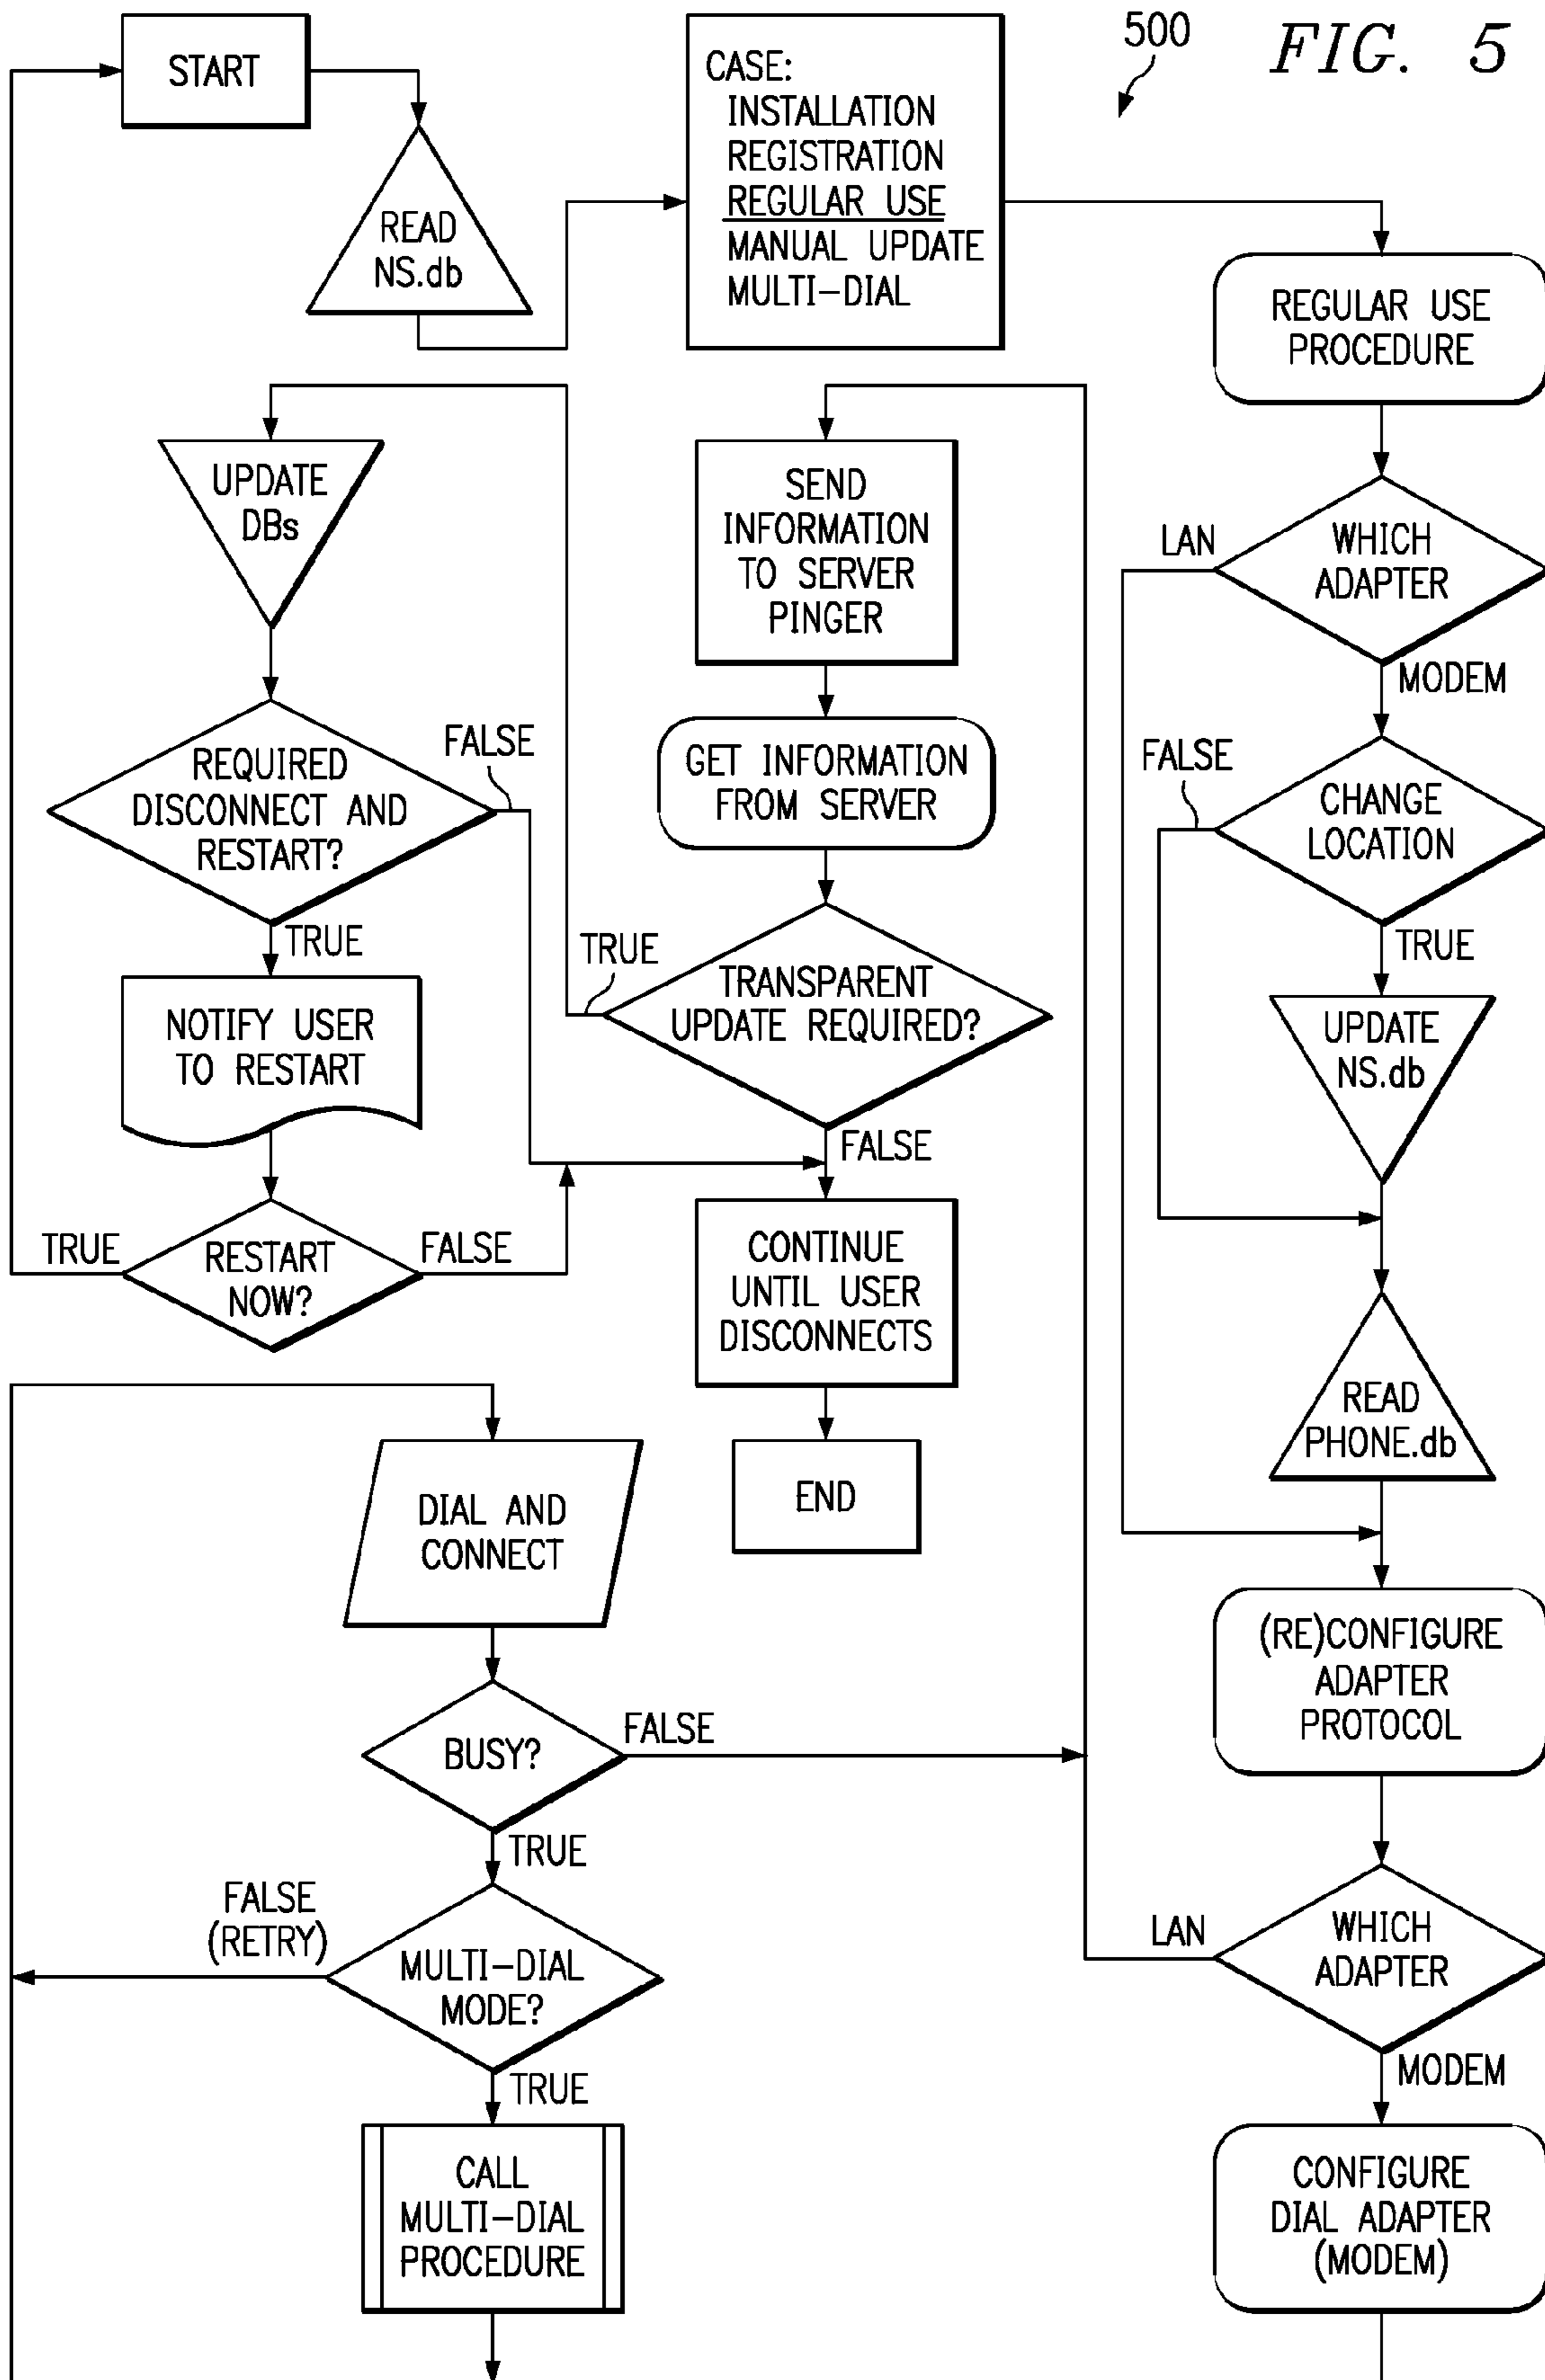 500
FIG. 5
START
READ
NS.db
CASE:
INSTALLATION
REGISTRATION
REGULAR USE
MANUAL UPDATE
MULTI-DIAL
REGULAR USE
PROCEDURE
WHICH
ADAPTER
LAN
MODEM
CHANGE
LOCATION
FALSE
TRUE
UPDATE
NS.db
READ
PHONE.db
(RE)CONFIGURE
ADAPTER
PROTOCOL
WHICH
ADAPTER
LAN
MODEM
CONFIGURE
DIAL ADAPTER
(MODEM)
DIAL AND
CONNECT
BUSY?
FALSE
TRUE
MULTI-DIAL
MODE?
FALSE
(RETRY)
TRUE
CALL
MULTI-DIAL
PROCEDURE
SEND
INFORMATION
TO SERVER
PINGER
GET INFORMATION
FROM SERVER
TRANSPARENT
UPDATE REQUIRED?
TRUE
FALSE
UPDATE
DBs
REQUIRED
DISCONNECT AND
RESTART?
FALSE
TRUE
NOTIFY USER
TO RESTART
RESTART
NOW?
TRUE
FALSE
CONTINUE
UNTIL USER
DISCONNECTS
END